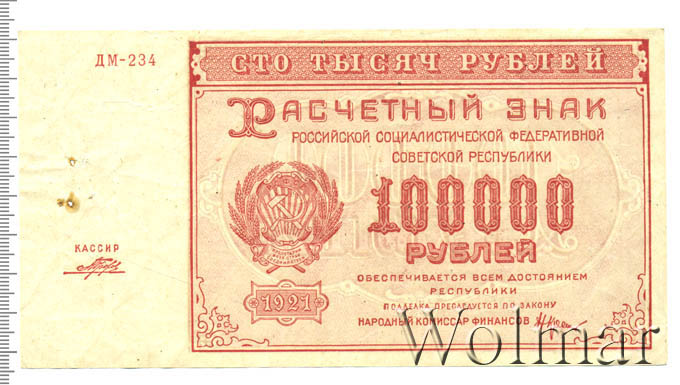 ДМ-234
СТО ТЫСЯЧ РУБЛЕЙ
РАСЧЕТНЫЙ ЗНАК
РОССИЙСКОЙ СОЦИАЛИСТИЧЕСКОЙ ФЕДЕРАТИВНОЙ
СОВЕТСКОЙ РЕСПУБЛИКИ
100000
РУБЛЕЙ
КАССИР
1921
ОБЕСПЕЧИВАЕТСЯ ВСЕМ ДОСТОЯНИЕМ
РЕСПУБЛИКИ
ПОДДЕЛКА ПРЕСЛЕДУЕТСЯ ПО ЗАКОНУ
НАРОДНЫЙ КОМИССАР ФИНАНСОВ
Wolmar